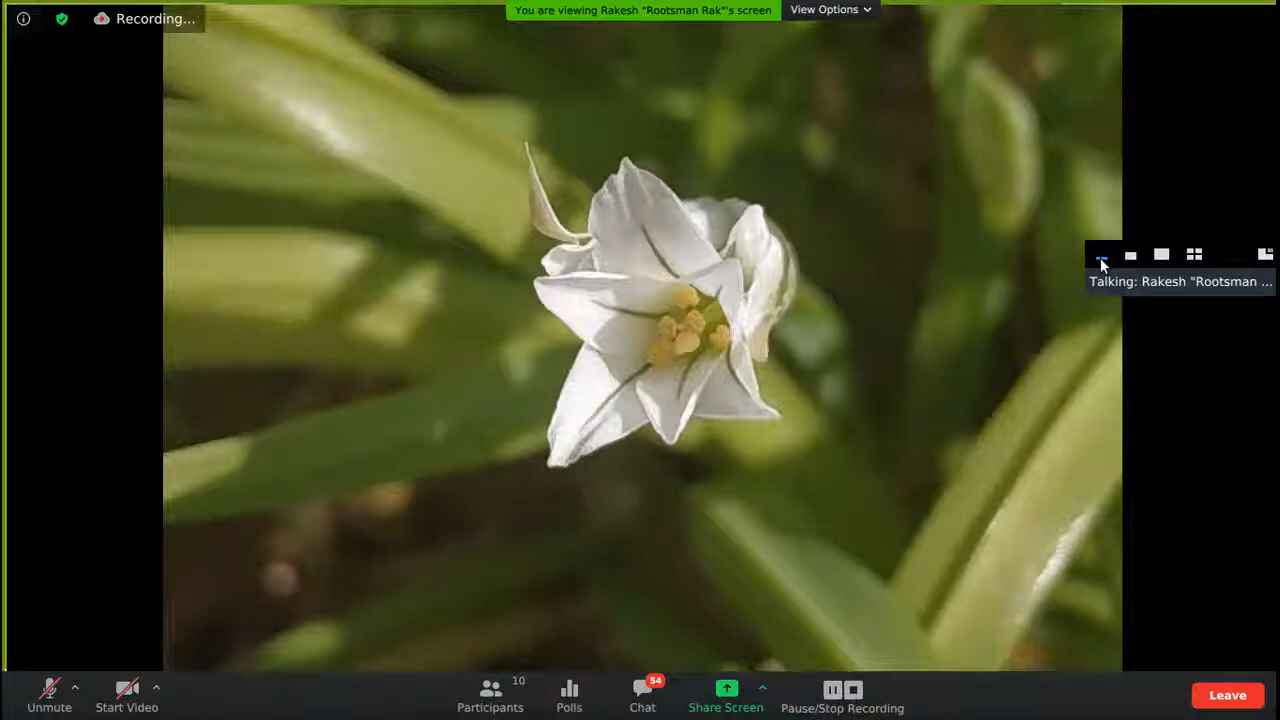 Recording...
You are viewing Rakesh "Rootsman Rak"'s screen
View Options
Talking: Rakesh "Rootsman ...
Unmute
Start Video
Participants
10
Polls
Chat
54
Share Screen
Pause/Stop Recording
Leave